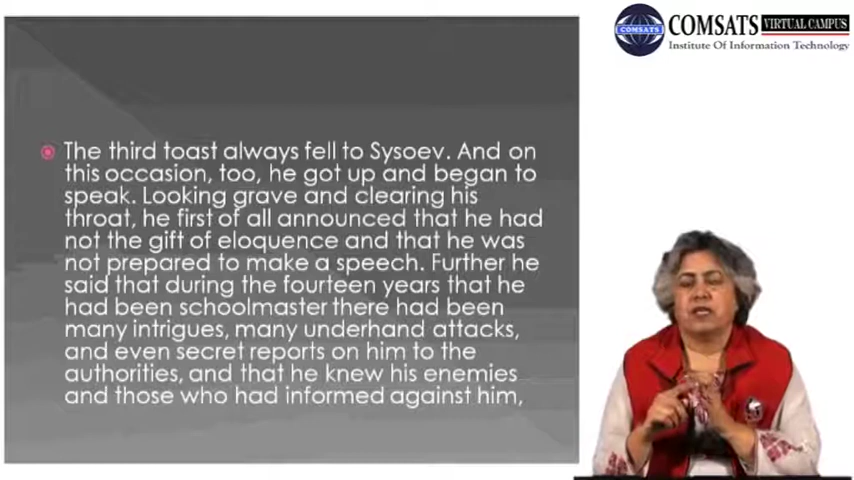 COMSATS VIRTUAL CAMPUS
COMSATS
Institute Of Information Technology
The third toast always fell to Sysoev. And on
this occasion, too, he got up and began to
speak. Looking grave and clearing his
throat, he first of all announced that he had
not the gift of eloquence and that he was
not prepared to make a speech. Further he
said that during the fourteen years that he
had been schoolmaster there had been
many intrigues, many underhand attacks,
and even secret reports on him to the
authorities, and that he knew his enemies
and those who had informed against him,